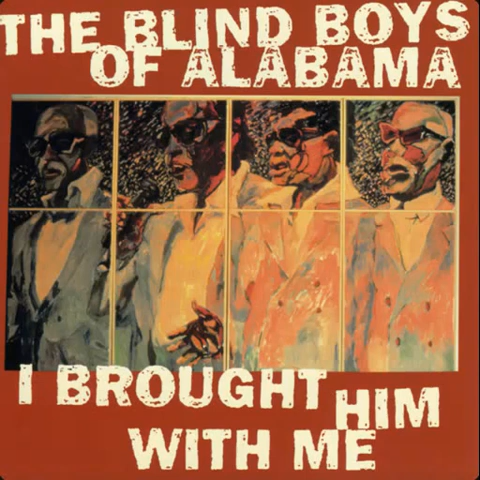 THE BLIND BOYS
OF ALABAMA
I BROUGHT HIM
WITH ME